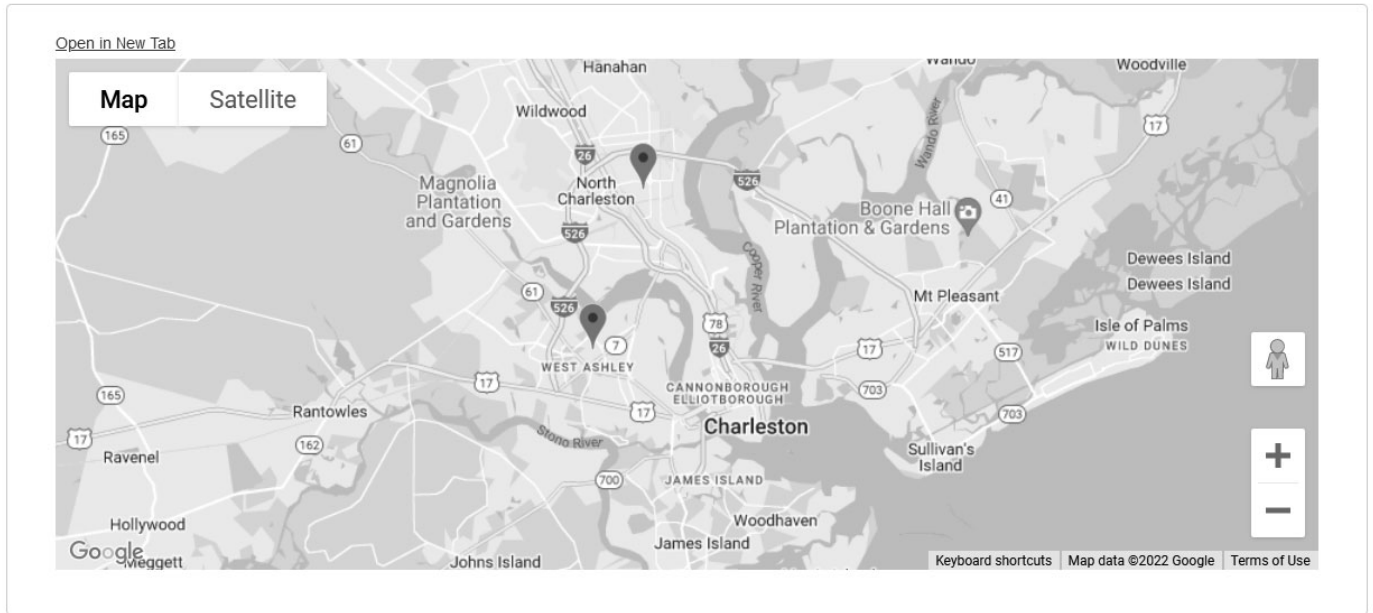 Open in New Tab
Map
Satellite
Hanahan
Wando
Woodville
Wildwood
165
61
26
17
Wando River
526
North
Charleston
Magnolia
Plantation
and Gardens
41
Boone Hall
Plantation & Gardens
526
Cooper River
Dewees Island
Dewees Island
61
526
Mt Pleasant
78
Isle of Palms
WILD DUNES
7
26
17
517
WEST ASHLEY
17
165
CANNONBOROUGH
ELLIOTBOROUGH
703
Rantowles
17
703
Charleston
17
162
Stono River
Ravenel
Sullivan's
Island
700
JAMES ISLAND
Hollywood
Woodhaven
James Island
Google
Meggett
Johns Island
Keyboard shortcuts
Map data ©2022 Google
Terms of Use